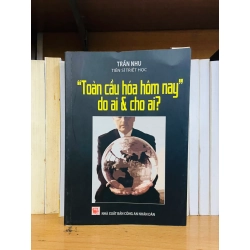 TRẦN NHU
TIẾN SĨ TRIẾT HỌC
"Toàn cầu hóa hôm nay"
do ai & cho ai?
NHÀ XUẤT BẢN CÔNG AN NHÂN DÂN